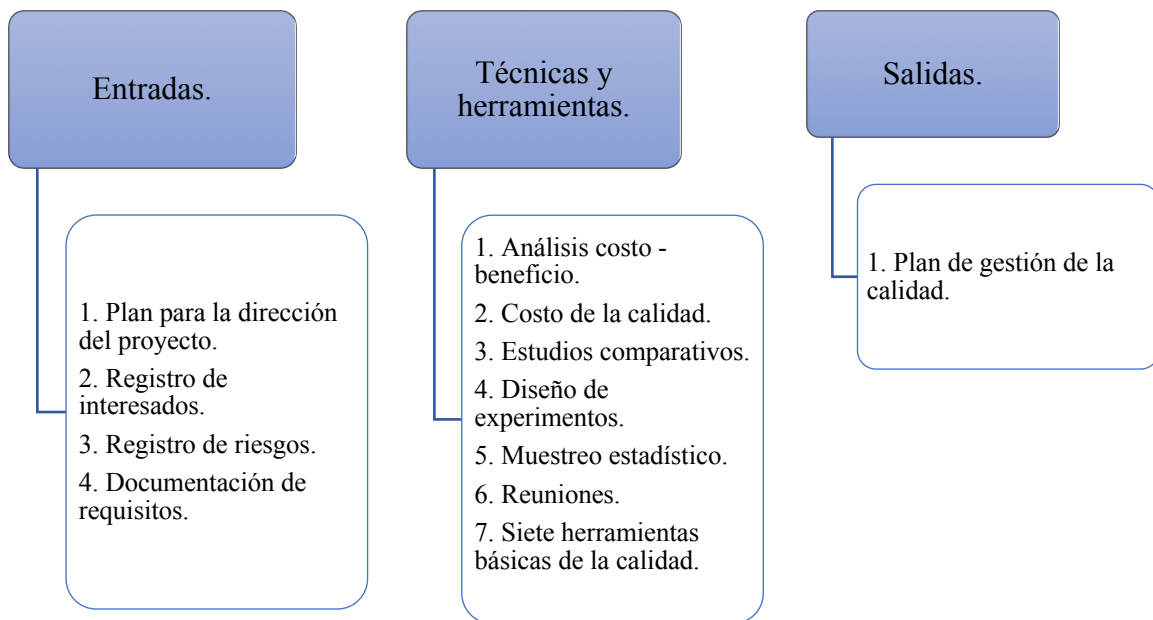 Entradas.
1. Plan para la dirección
del proyecto.
2. Registro de
interesados.
3. Registro de riesgos.
4. Documentación de
requisitos.
Técnicas y
herramientas.
1. Análisis costo -
beneficio.
2. Costo de la calidad.
3. Estudios comparativos.
4. Diseño de
experimentos.
5. Muestreo estadístico.
6. Reuniones.
7. Siete herramientas
básicas de la calidad.
Salidas.
1. Plan de gestión de la
calidad.